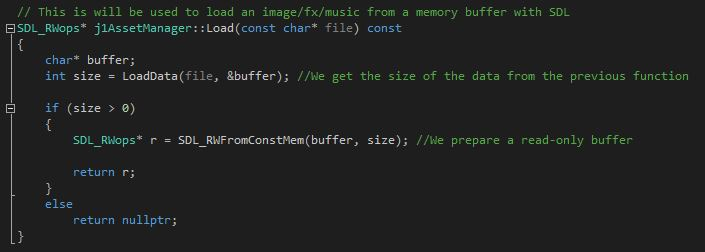 // This is will be used to load an image/fx/music from a memory buffer with SDL
SDL_RWops* j1AssetManager::Load(const char* file) const
{
char* buffer;
int size = LoadData(file, &buffer); //We get the size of the data from the previous function
if (size > 0)
{
SDL_RWops* r = SDL_RWFromConstMem(buffer, size); //We prepare a read-only buffer
return r;
}
else
return nullptr;
}